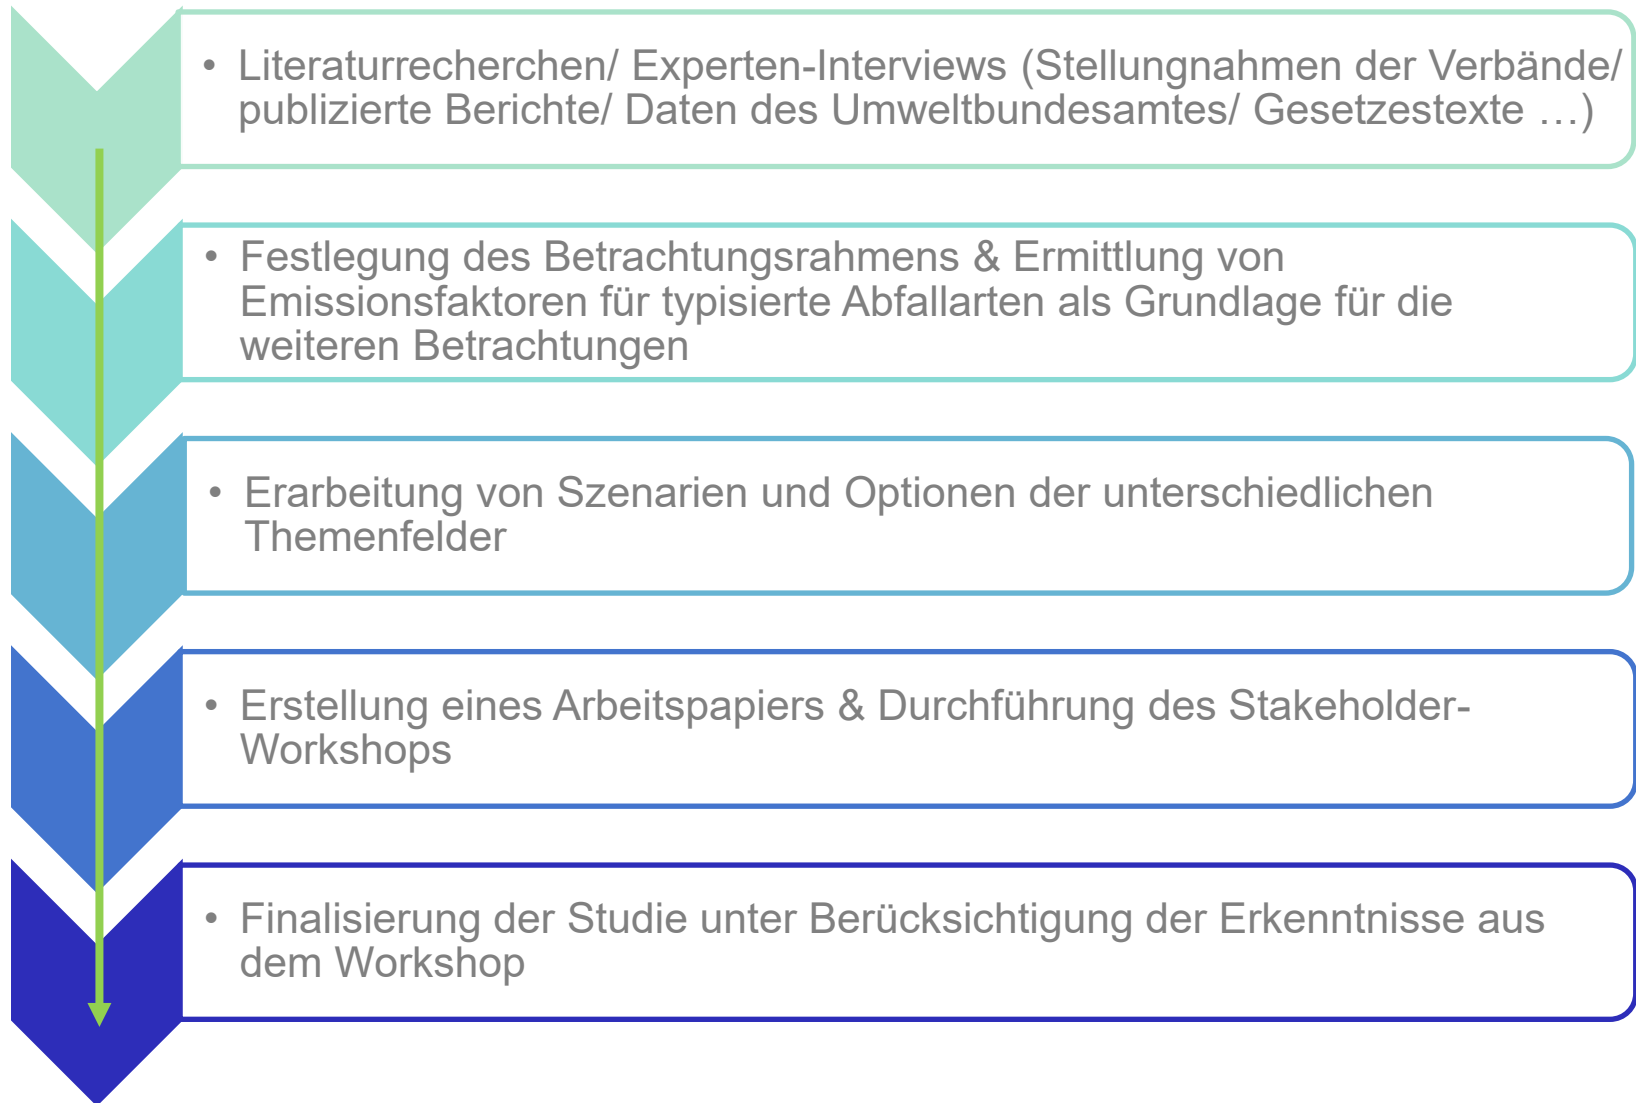 • Literaturrecherchen/ Experten-Interviews (Stellungnahmen der Verbände/
publizierte Berichte/ Daten des Umweltbundesamtes/ Gesetzestexte …)
• Festlegung des Betrachtungsrahmens & Ermittlung von
Emissionsfaktoren für typisierte Abfallarten als Grundlage für die
weiteren Betrachtungen
• Erarbeitung von Szenarien und Optionen der unterschiedlichen
Themenfelder
• Erstellung eines Arbeitspapiers & Durchführung des Stakeholder-
Workshops
• Finalisierung der Studie unter Berücksichtigung der Erkenntnisse aus
dem Workshop